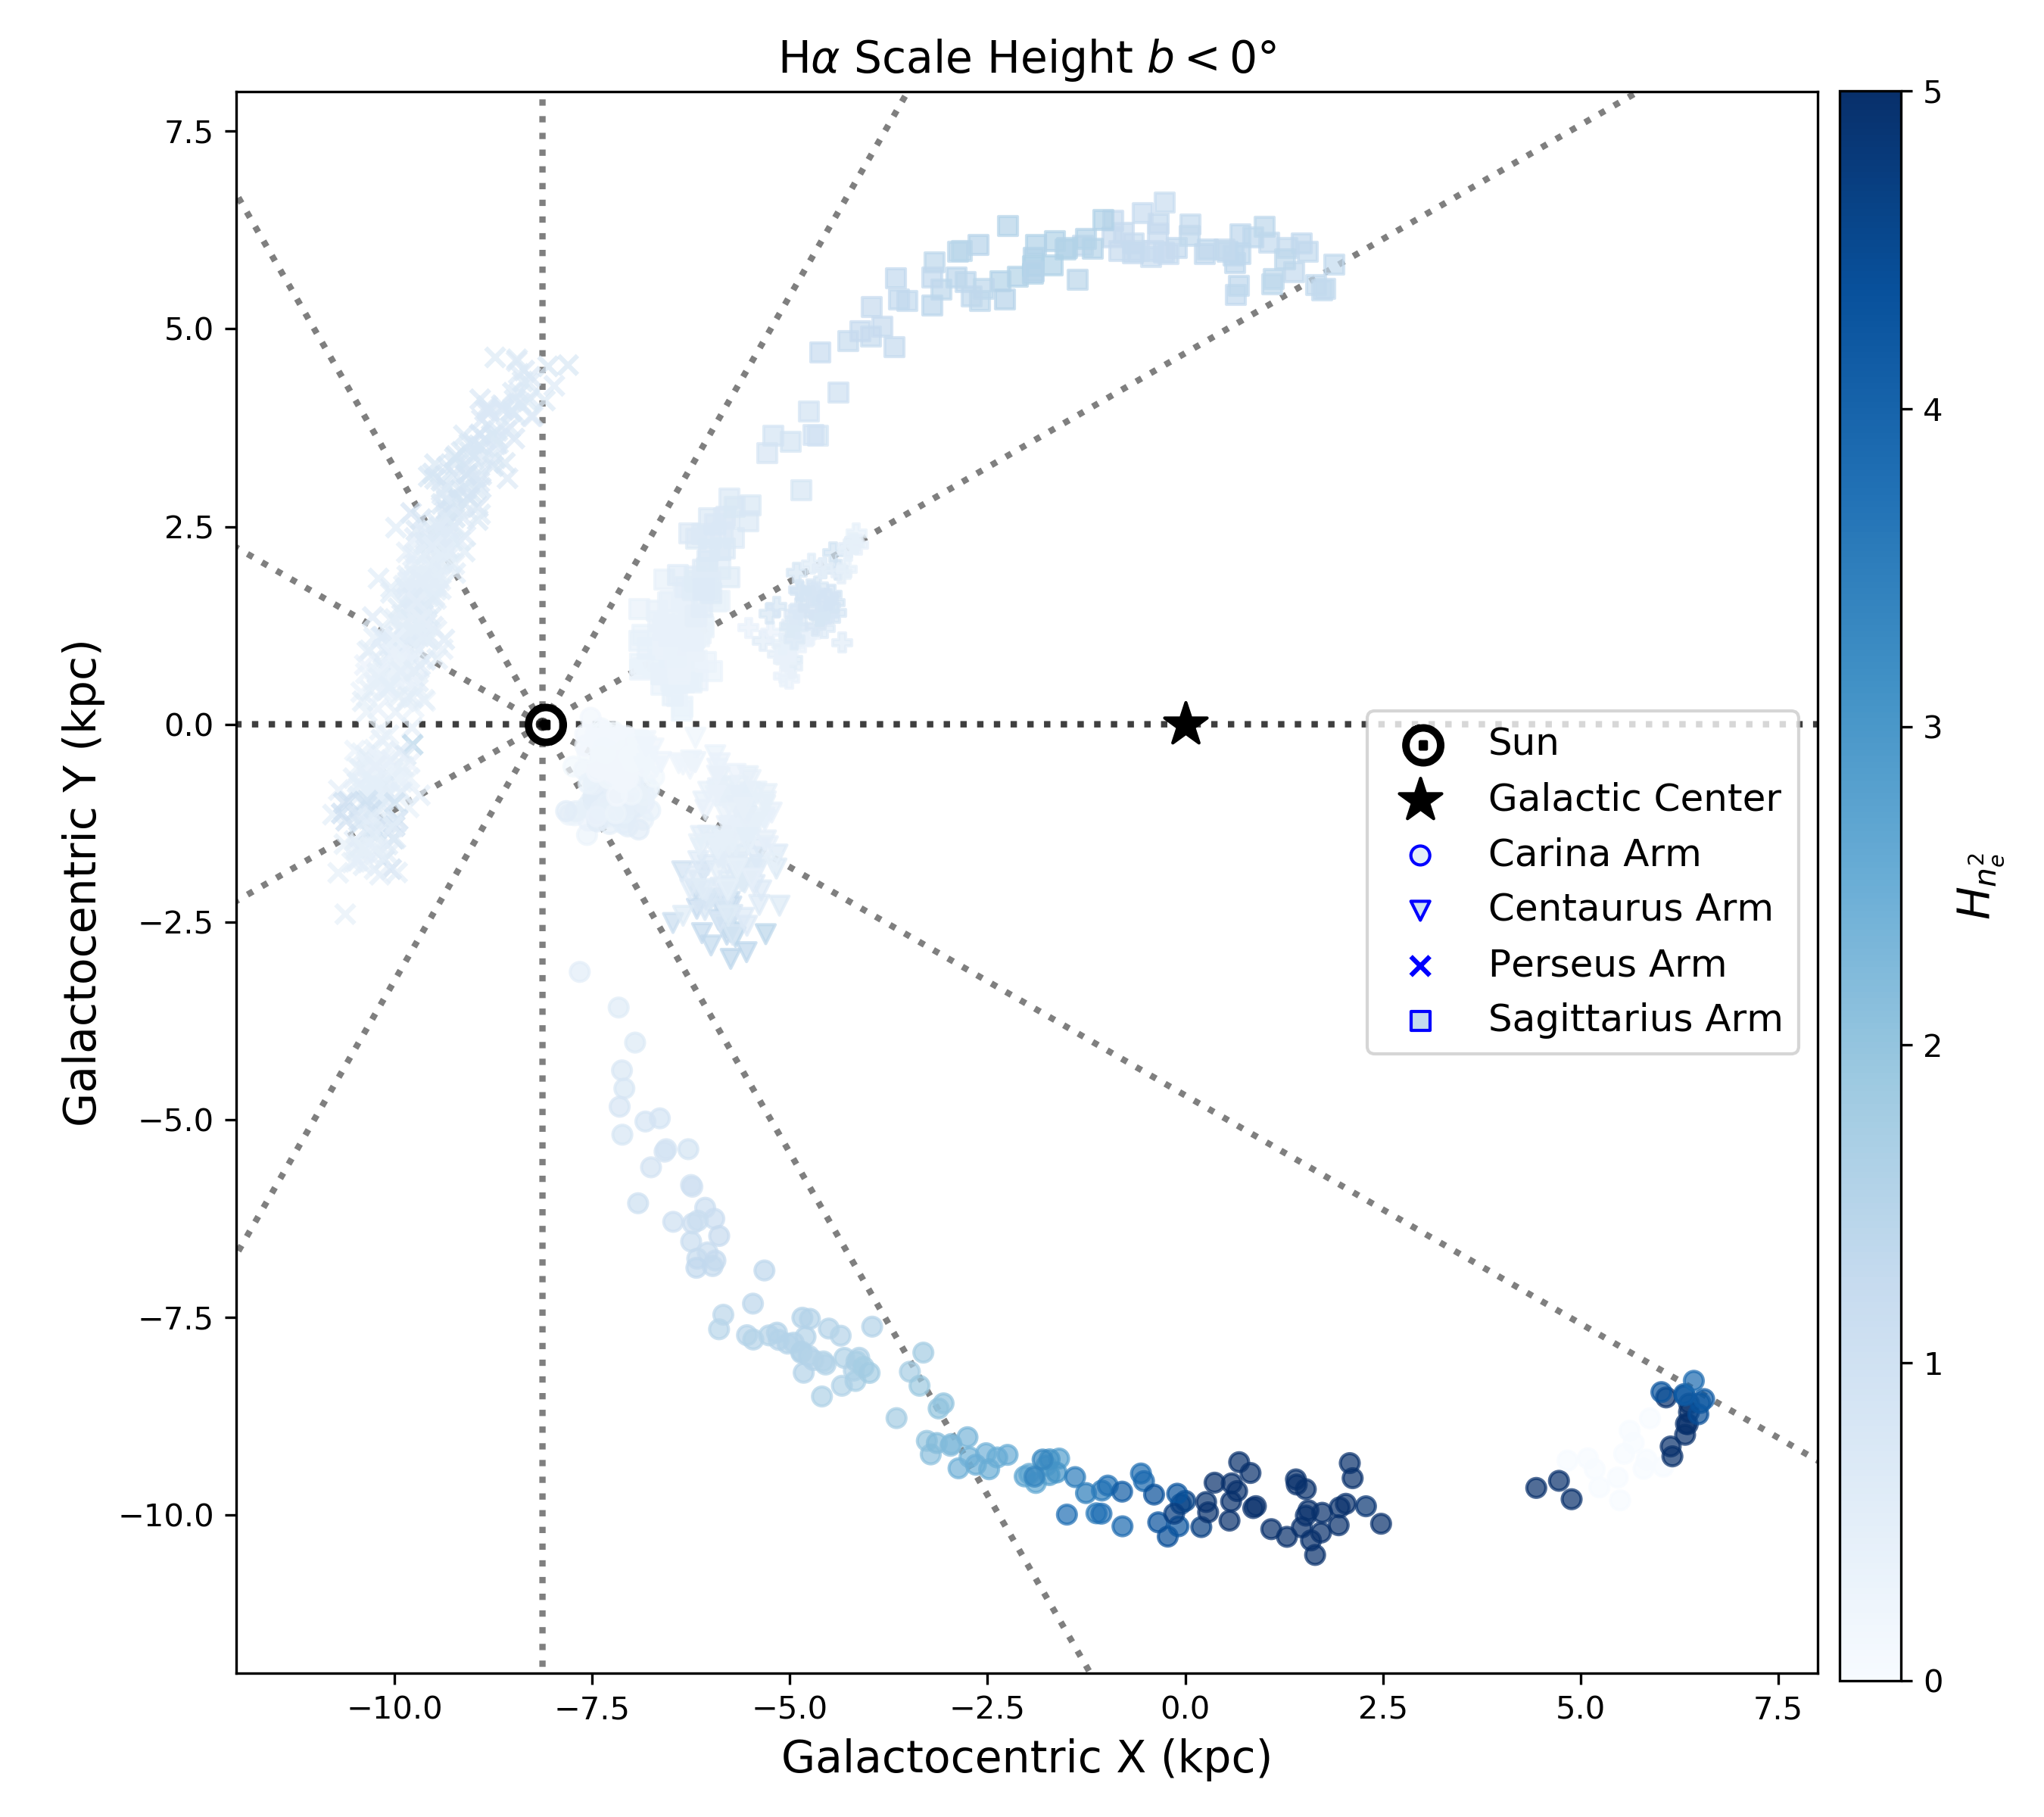 Hα Scale Height b < 0°
7.5
5.0
2.5
0.0
−2.5
−5.0
−7.5
−10.0
Galactocentric Y (kpc)
−10.0 −7.5 −5.0 −2.5 0.0 2.5 5.0 7.5
Galactocentric X (kpc)
Sun
Galactic Center
Carina Arm
Centaurus Arm
Perseus Arm
Sagittarius Arm
5
4
3
2
1
0
H_{n_e^2}